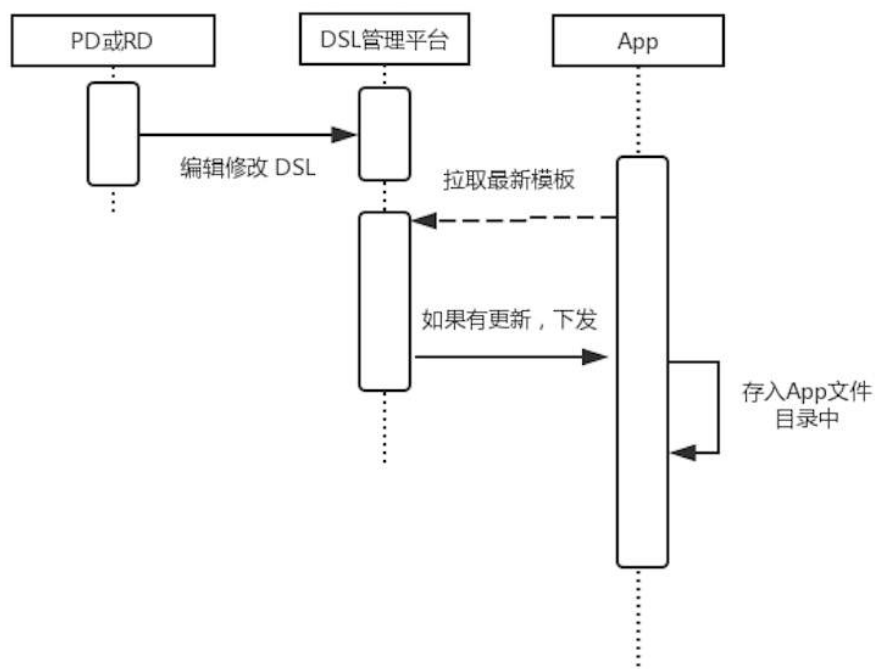 PD或RD
DSL管理平台
App
编辑修改 DSL
拉取最新模板
如果有更新，下发
存入App文件
目录中